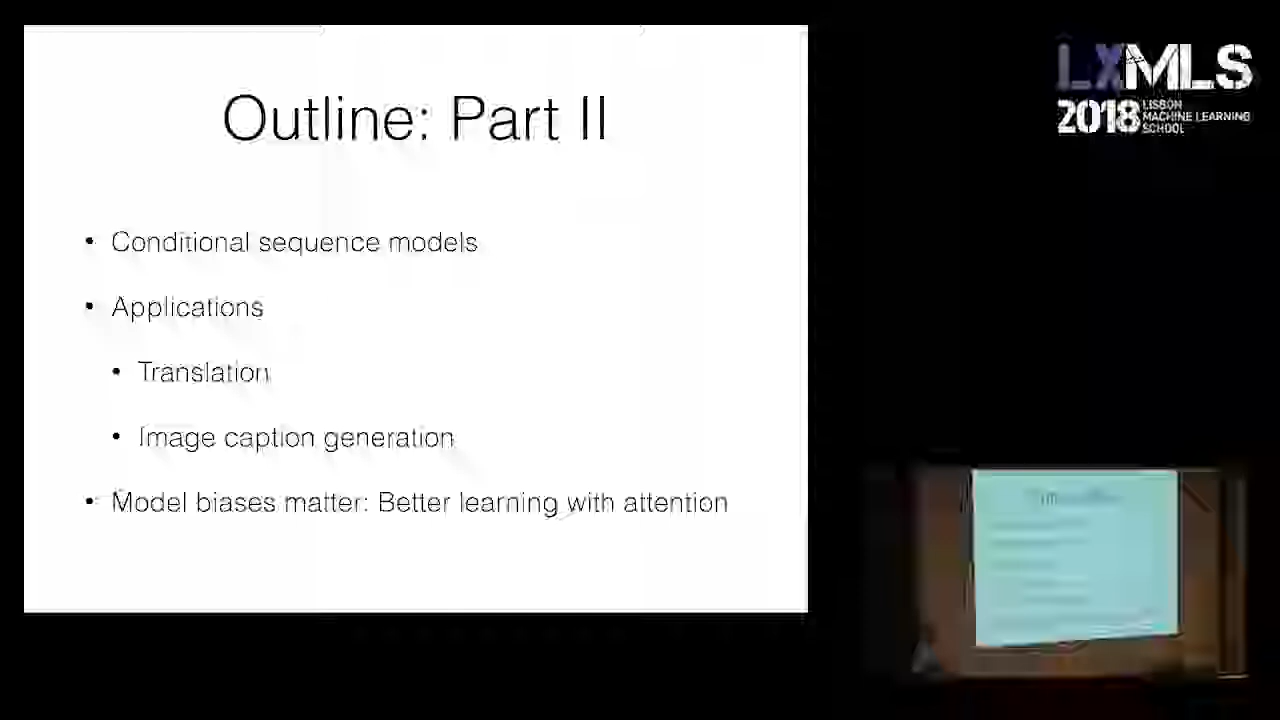 Outline: Part II
• Conditional sequence models
• Applications
• Translation
• Image caption generation
• Model biases matter: Better learning with attention
LXMLS
2018 LISBON
MACHINE LEARNING
SCHOOL